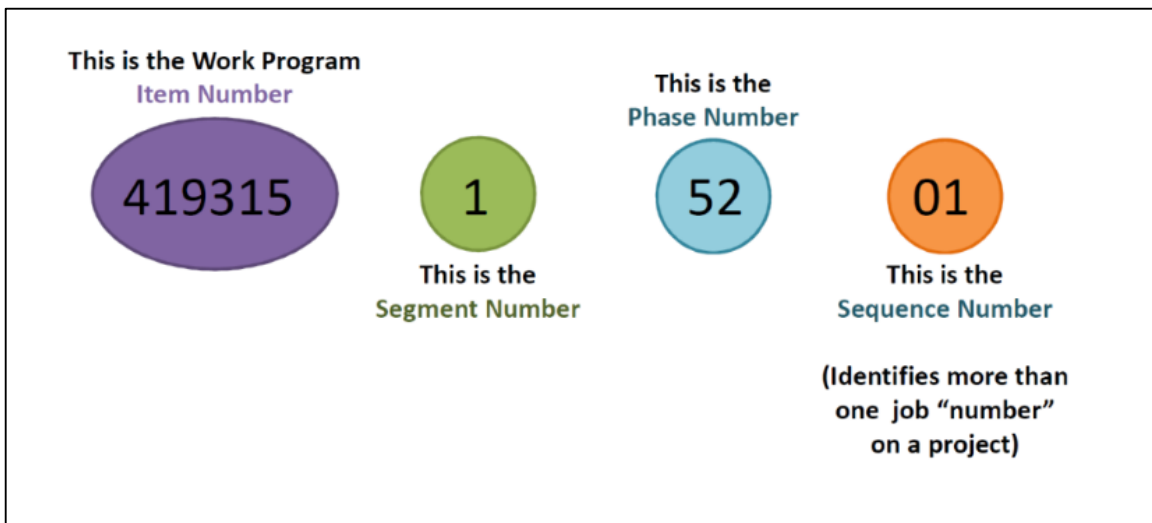 This is the Work Program
Item Number
419315
1
This is the
Segment Number
This is the
Phase Number
52
01
This is the
Sequence Number
(Identifies more than
one job “number”
on a project)